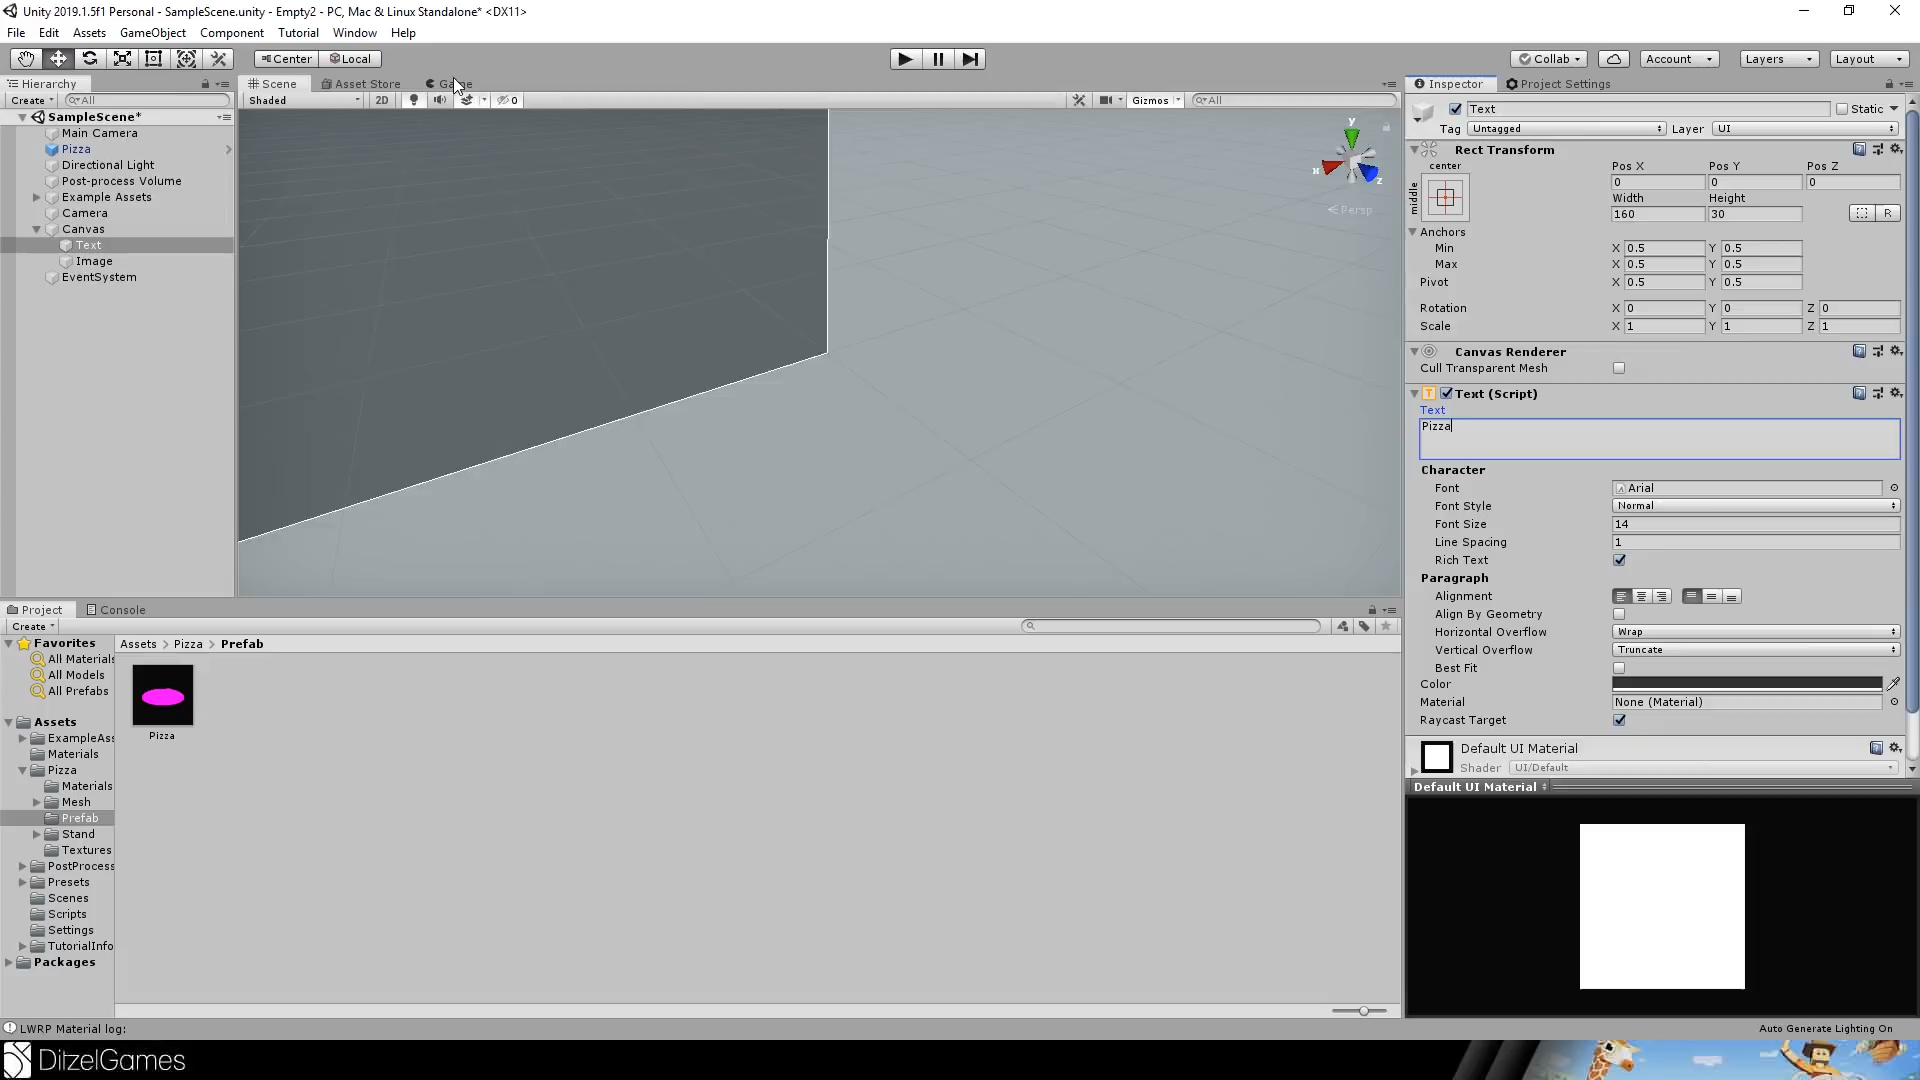 Unity 2019.1.5f1 Personal - SampleScene.unity - Empty2 - PC, Mac & Linux Standalone* <DX11>
File Edit Assets GameObject Component Tutorial Window Help
Center Local Collab Account Layers Layout
Hierarchy
Create All
SampleScene*
Main Camera
Pizza
Directional Light
Post-process Volume
Example Assets
Camera
Canvas
Text
Image
EventSystem
Scene Asset Store
Shaded 2D 0 Gizmos All
y
x
z
Persp
Inspector Project Settings
Text Static
Tag Untagged Layer UI
Rect Transform
center
middle
Pos X Pos Y Pos Z
0 0 0
Width Height
160 30 R
Anchors
Min X 0.5 Y 0.5
Max X 0.5 Y 0.5
Pivot X 0.5 Y 0.5
Rotation X 0 Y 0 Z 0
Scale X 1 Y 1 Z 1
Canvas Renderer
Cull Transparent Mesh
Text (Script)
Text
Pizza
Character
Font Arial
Font Style Normal
Font Size 14
Line Spacing 1
Rich Text
Paragraph
Alignment
Align By Geometry
Horizontal Overflow Wrap
Vertical Overflow Truncate
Best Fit
Color
Material None (Material)
Raycast Target
Default UI Material
Shader UI/Default
Default UI Material
Project Console
Create
Favorites
All Materials
All Models
All Prefabs
Assets
ExampleAss
Materials
Pizza
Materials
Mesh
Prefab
Stand
Textures
PostProcess
Presets
Scenes
Scripts
Settings
TutorialInfo
Packages
Assets > Pizza > Prefab
Pizza
LWRP Material log:
Auto Generate Lighting On
DitzelGames